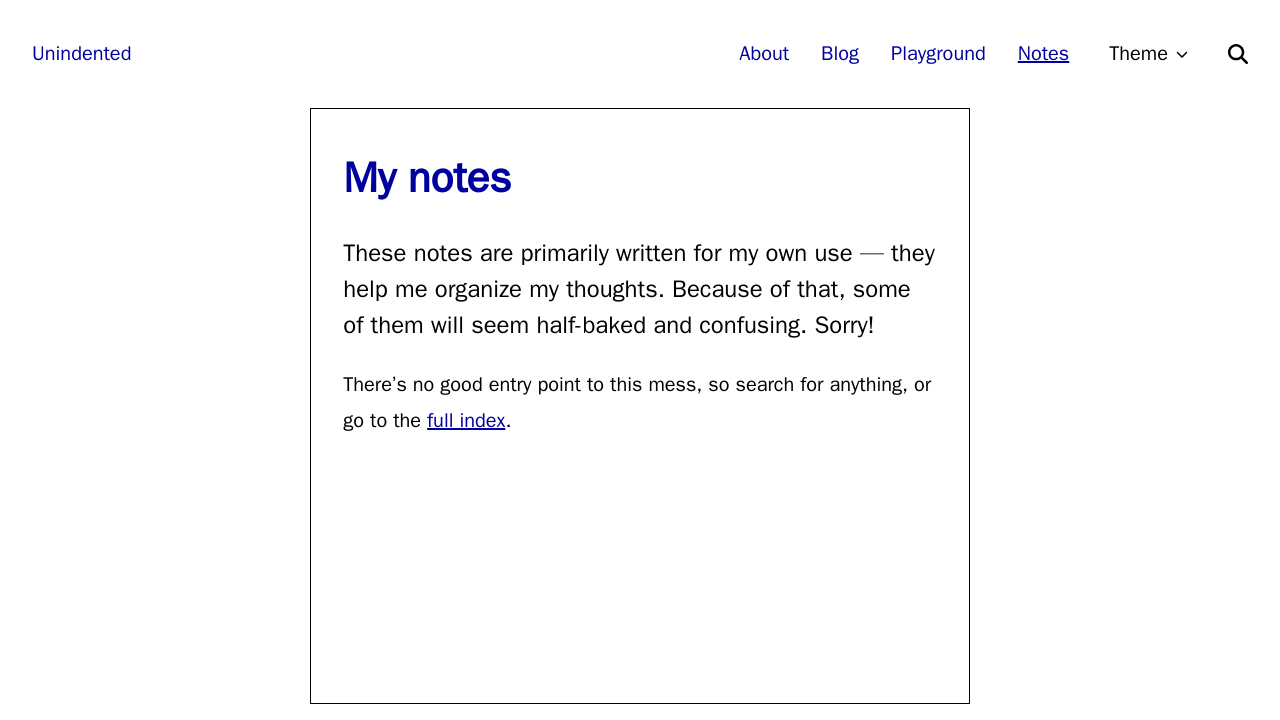 Unindented
About Blog Playground Notes Theme
My notes
These notes are primarily written for my own use — they
help me organize my thoughts. Because of that, some
of them will seem half-baked and confusing. Sorry!
There’s no good entry point to this mess, so search for anything, or
go to the full index.